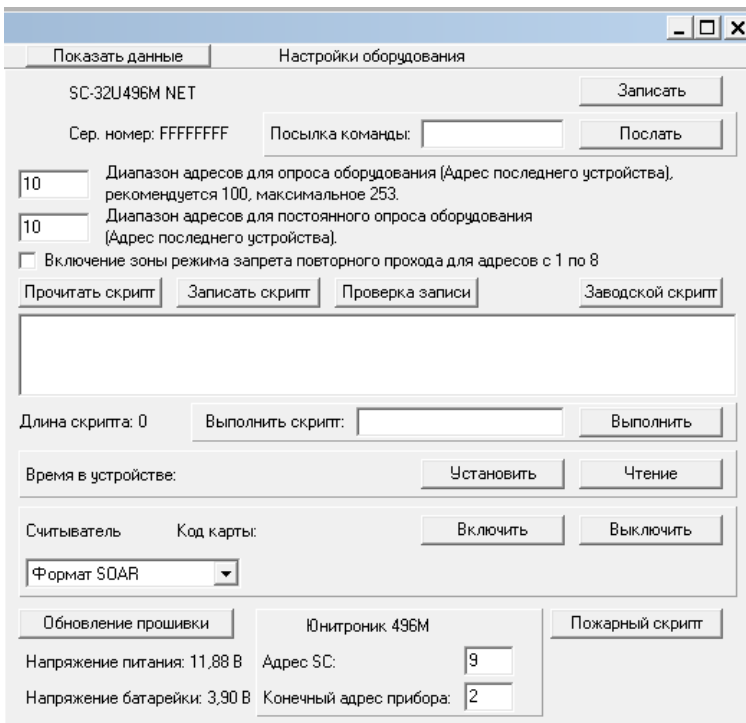 Показать данные Настройки оборудования
SC-32U496M NET Записать
Сер. номер: FFFFFFFF Посылка команды: Послать
10 Диапазон адресов для опроса оборудования (Адрес последнего устройства),
рекомендуется 100, максимальное 253.
10 Диапазон адресов для постоянного опроса оборудования
(Адрес последнего устройства).
Включение зоны режима запрета повторного прохода для адресов с 1 по 8
Прочитать скрипт Записать скрипт Проверка записи Заводской скрипт
Длина скрипта: 0 Выполнить скрипт: Выполнить
Время в устройстве: Установить Чтение
Считыватель Код карты: Включить Выключить
Формат SOAR
Обновление прошивки Юнитроник 496М Пожарный скрипт
Напряжение питания: 11,88 В Адрес SC: 9
Напряжение батарейки: 3,90 В Конечный адрес прибора: 2